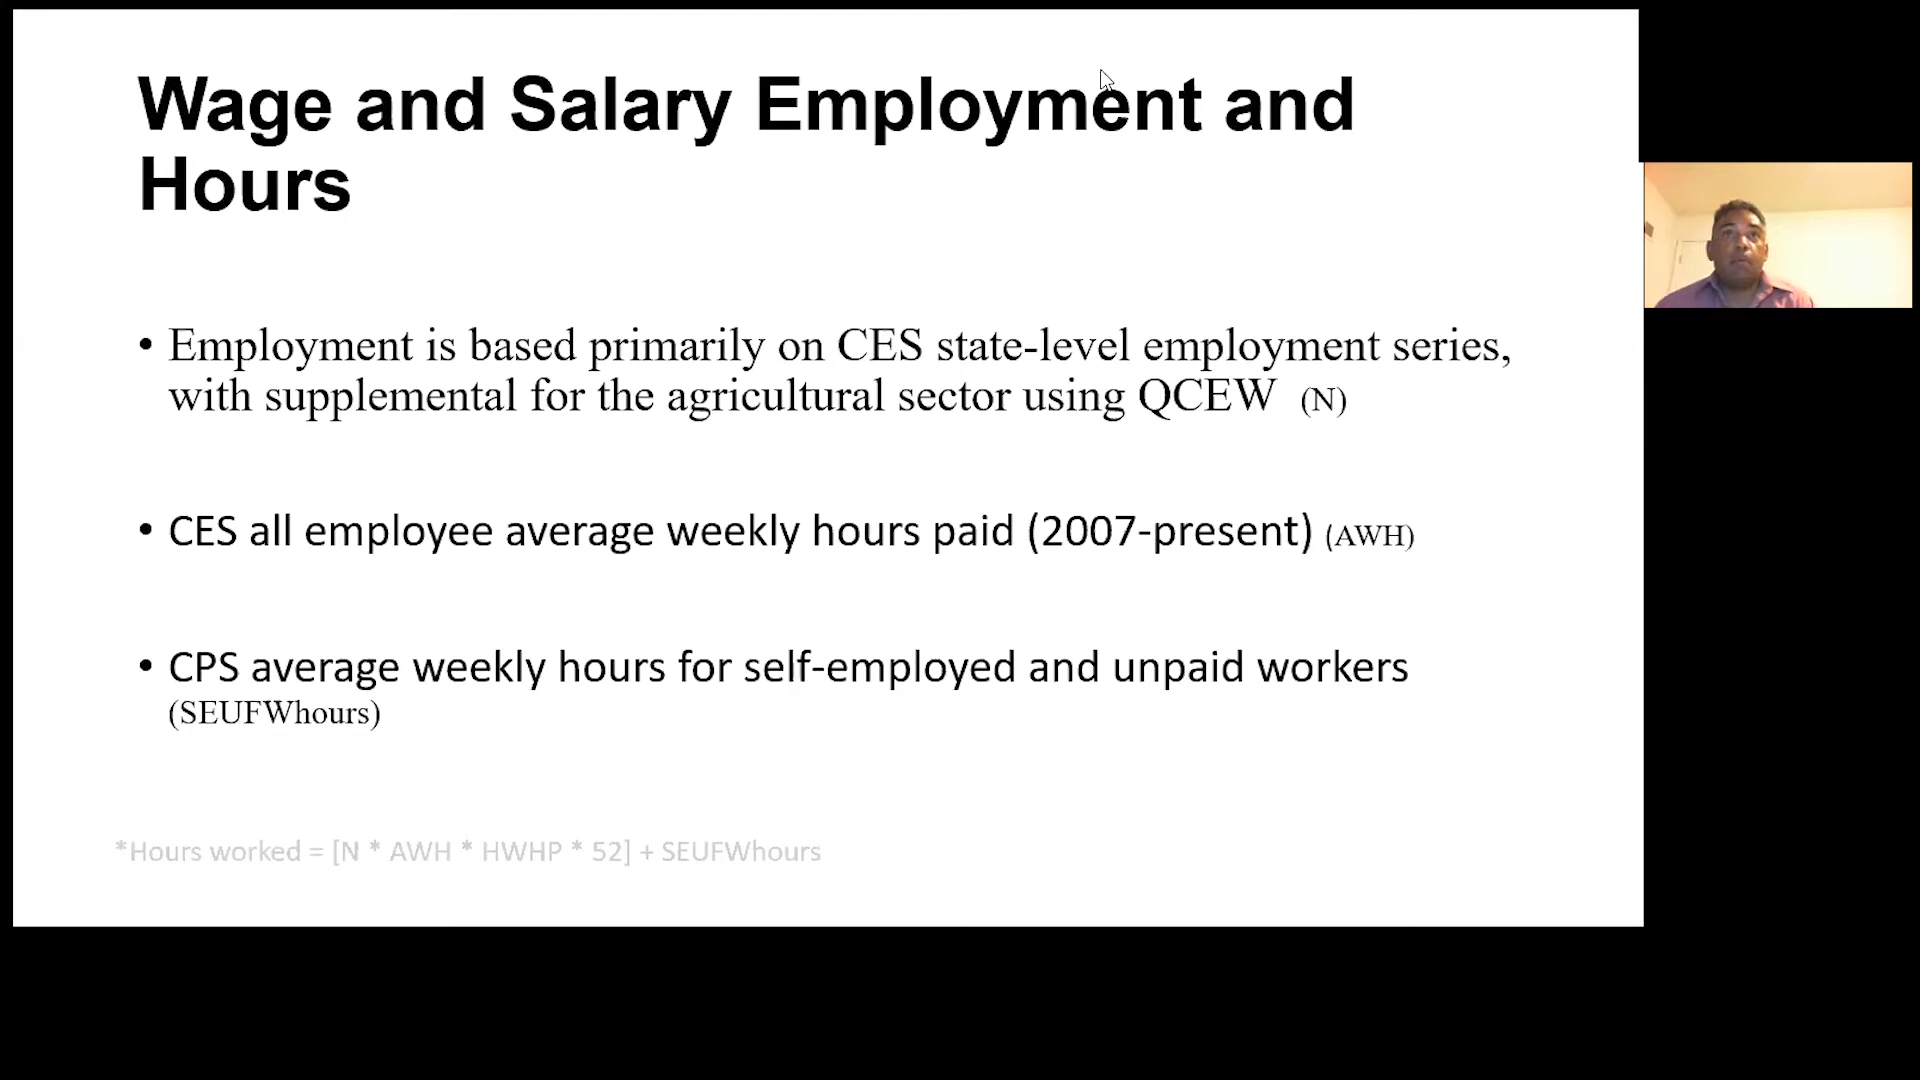 Wage and Salary Employment and
Hours
• Employment is based primarily on CES state-level employment series,
with supplemental for the agricultural sector using QCEW (N)
• CES all employee average weekly hours paid (2007-present) (AWH)
• CPS average weekly hours for self-employed and unpaid workers
(SEUFWhours)
*Hours worked = [N * AWH * HWHP * 52] + SEUFWhours